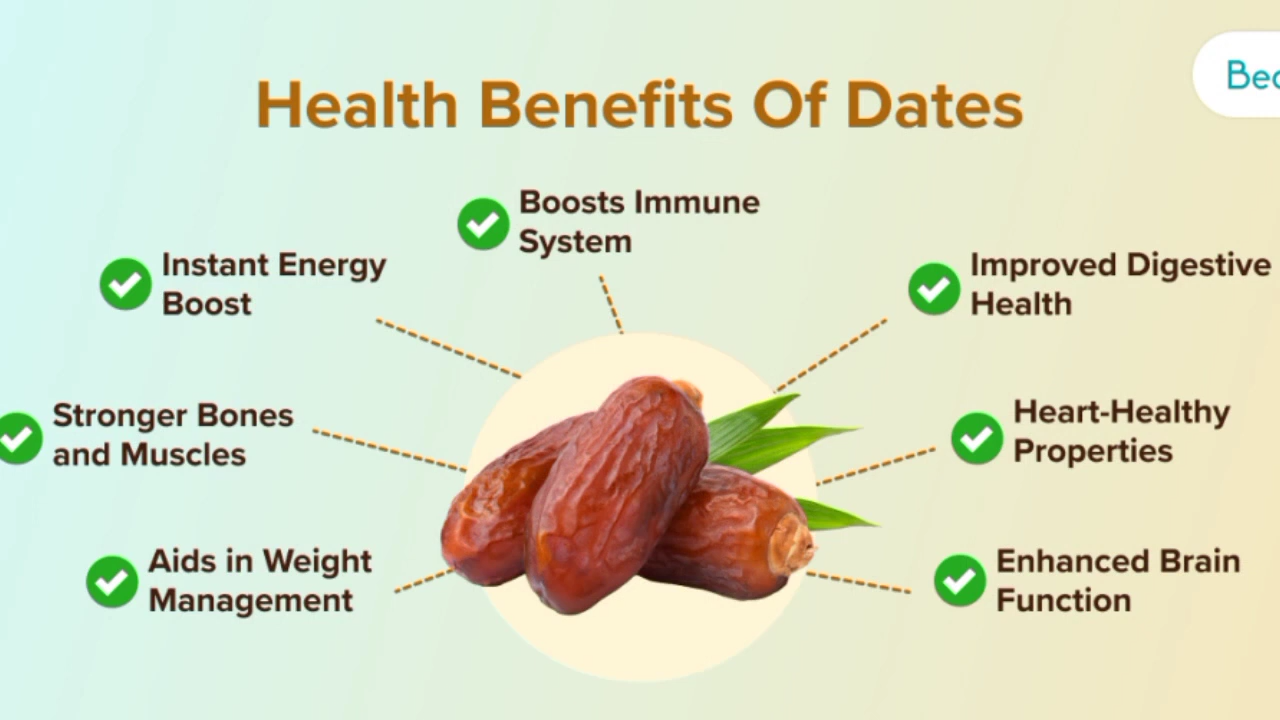 Health Benefits Of Dates
Boosts Immune
System
Instant Energy
Boost
Improved Digestive
Health
Stronger Bones
and Muscles
Heart-Healthy
Properties
Aids in Weight
Management
Enhanced Brain
Function